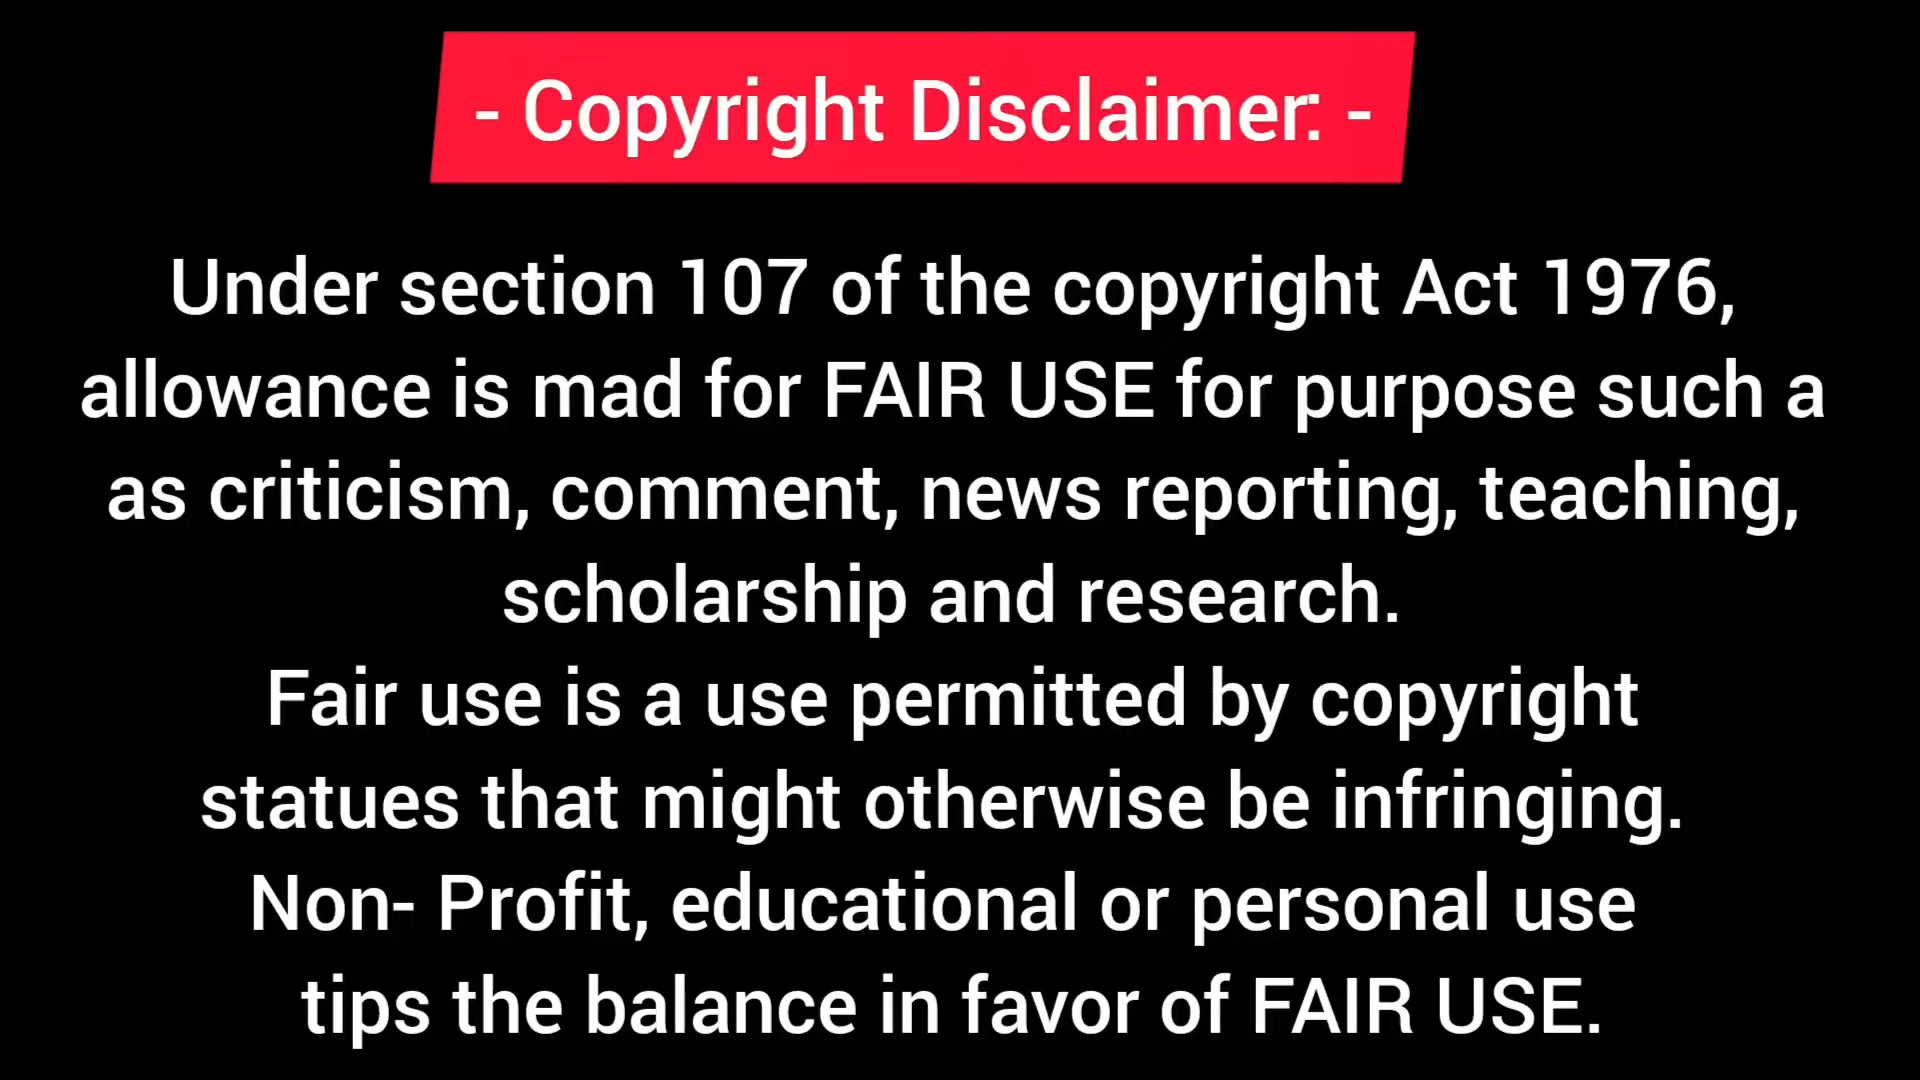 - Copyright Disclaimer: -
Under section 107 of the copyright Act 1976,
allowance is mad for FAIR USE for purpose such a
as criticism, comment, news reporting, teaching,
scholarship and research.
Fair use is a use permitted by copyright
statues that might otherwise be infringing.
Non- Profit, educational or personal use
tips the balance in favor of FAIR USE.